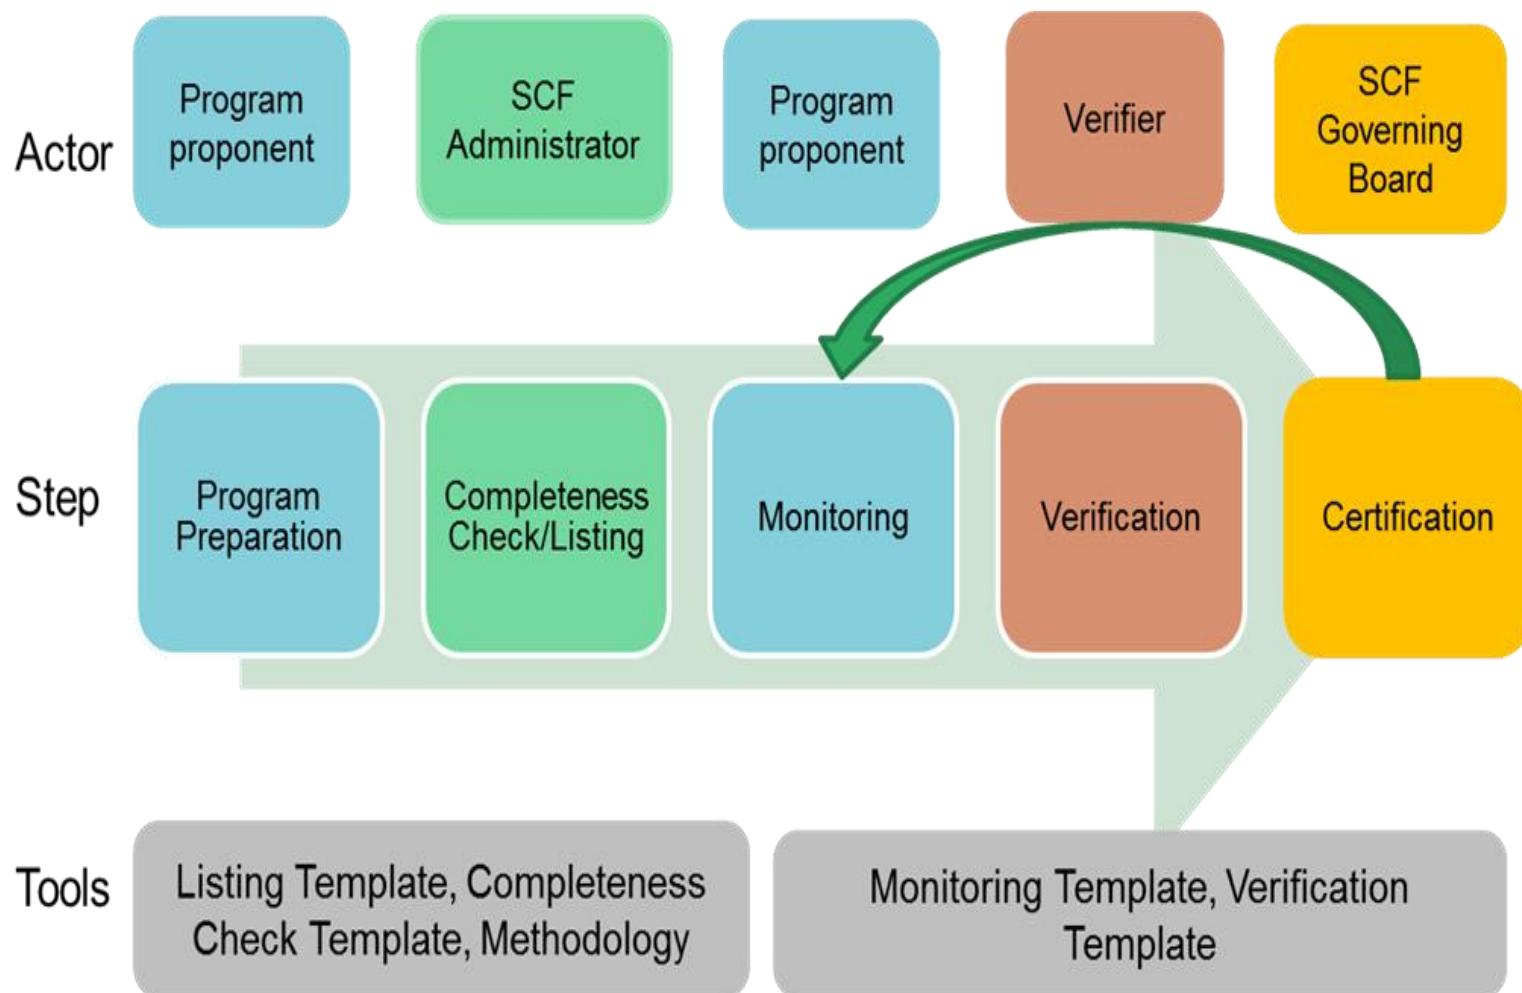 Actor
Program
proponent
SCF
Administrator
Program
proponent
Verifier
SCF
Governing
Board
Step
Program
Preparation
Completeness
Check/Listing
Monitoring
Verification
Certification
Tools
Listing Template, Completeness
Check Template, Methodology
Monitoring Template, Verification
Template